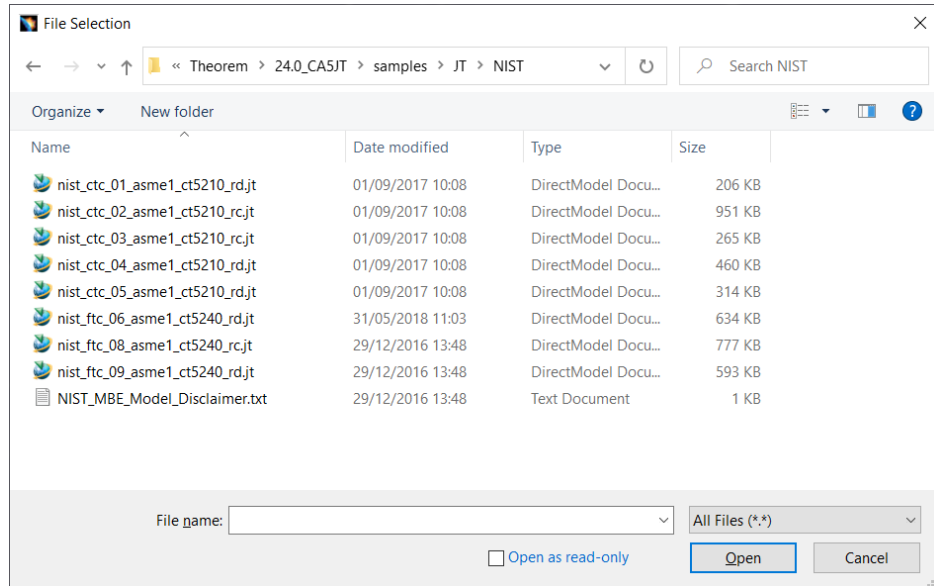 File Selection
« Theorem > 24.0_CA5JT > samples > JT > NIST
Search NIST
Organize
New folder
?
Name Date modified Type Size
nist_ctc_01_asme1_ct5210_rd.jt 01/09/2017 10:08 DirectModel Docu... 206 KB
nist_ctc_02_asme1_ct5210_rc.jt 01/09/2017 10:08 DirectModel Docu... 951 KB
nist_ctc_03_asme1_ct5210_rc.jt 01/09/2017 10:08 DirectModel Docu... 265 KB
nist_ctc_04_asme1_ct5210_rd.jt 01/09/2017 10:08 DirectModel Docu... 460 KB
nist_ctc_05_asme1_ct5210_rd.jt 01/09/2017 10:08 DirectModel Docu... 314 KB
nist_ftc_06_asme1_ct5240_rd.jt 31/05/2018 11:03 DirectModel Docu... 634 KB
nist_ftc_08_asme1_ct5240_rc.jt 29/12/2016 13:48 DirectModel Docu... 777 KB
nist_ftc_09_asme1_ct5240_rd.jt 29/12/2016 13:48 DirectModel Docu... 593 KB
NIST_MBE_Model_Disclaimer.txt 29/12/2016 13:48 Text Document 1 KB
File name:
All Files (*.*)
Open as read-only
Open
Cancel